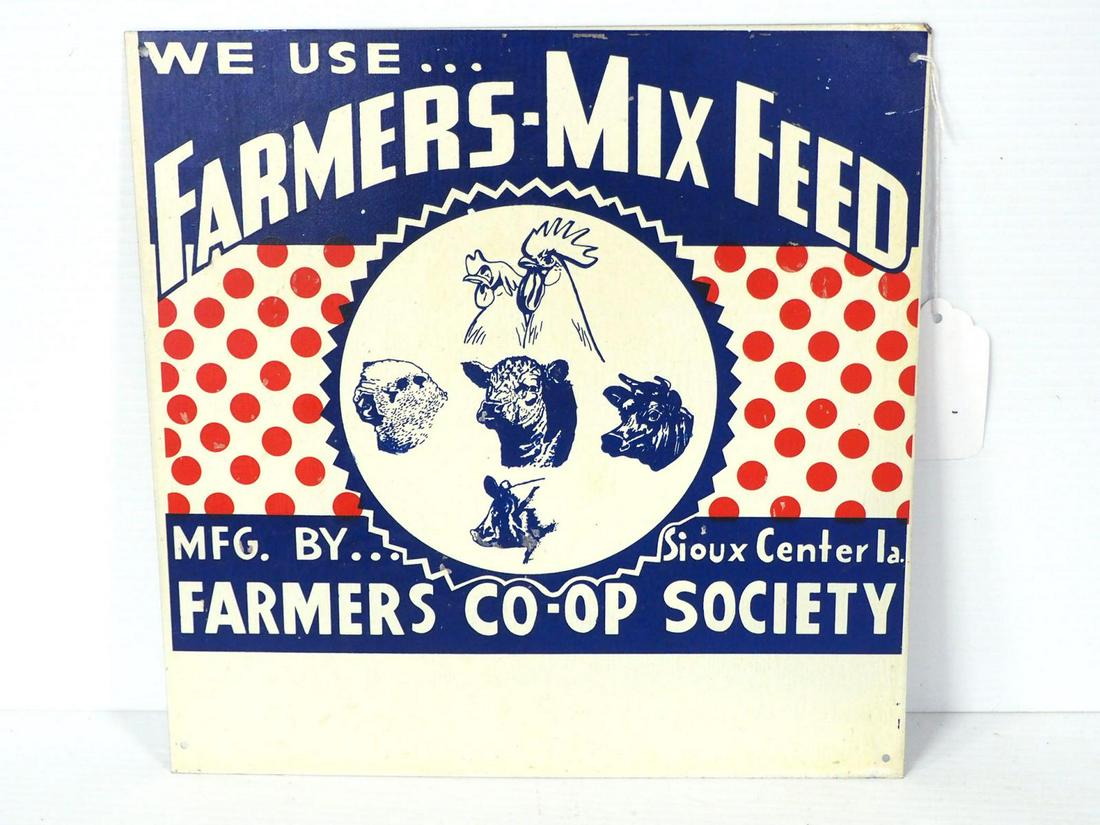 WE USE...
FARMERS-MIX FEED
MFG. BY... Sioux Center Ia.
FARMERS CO-OP SOCIETY